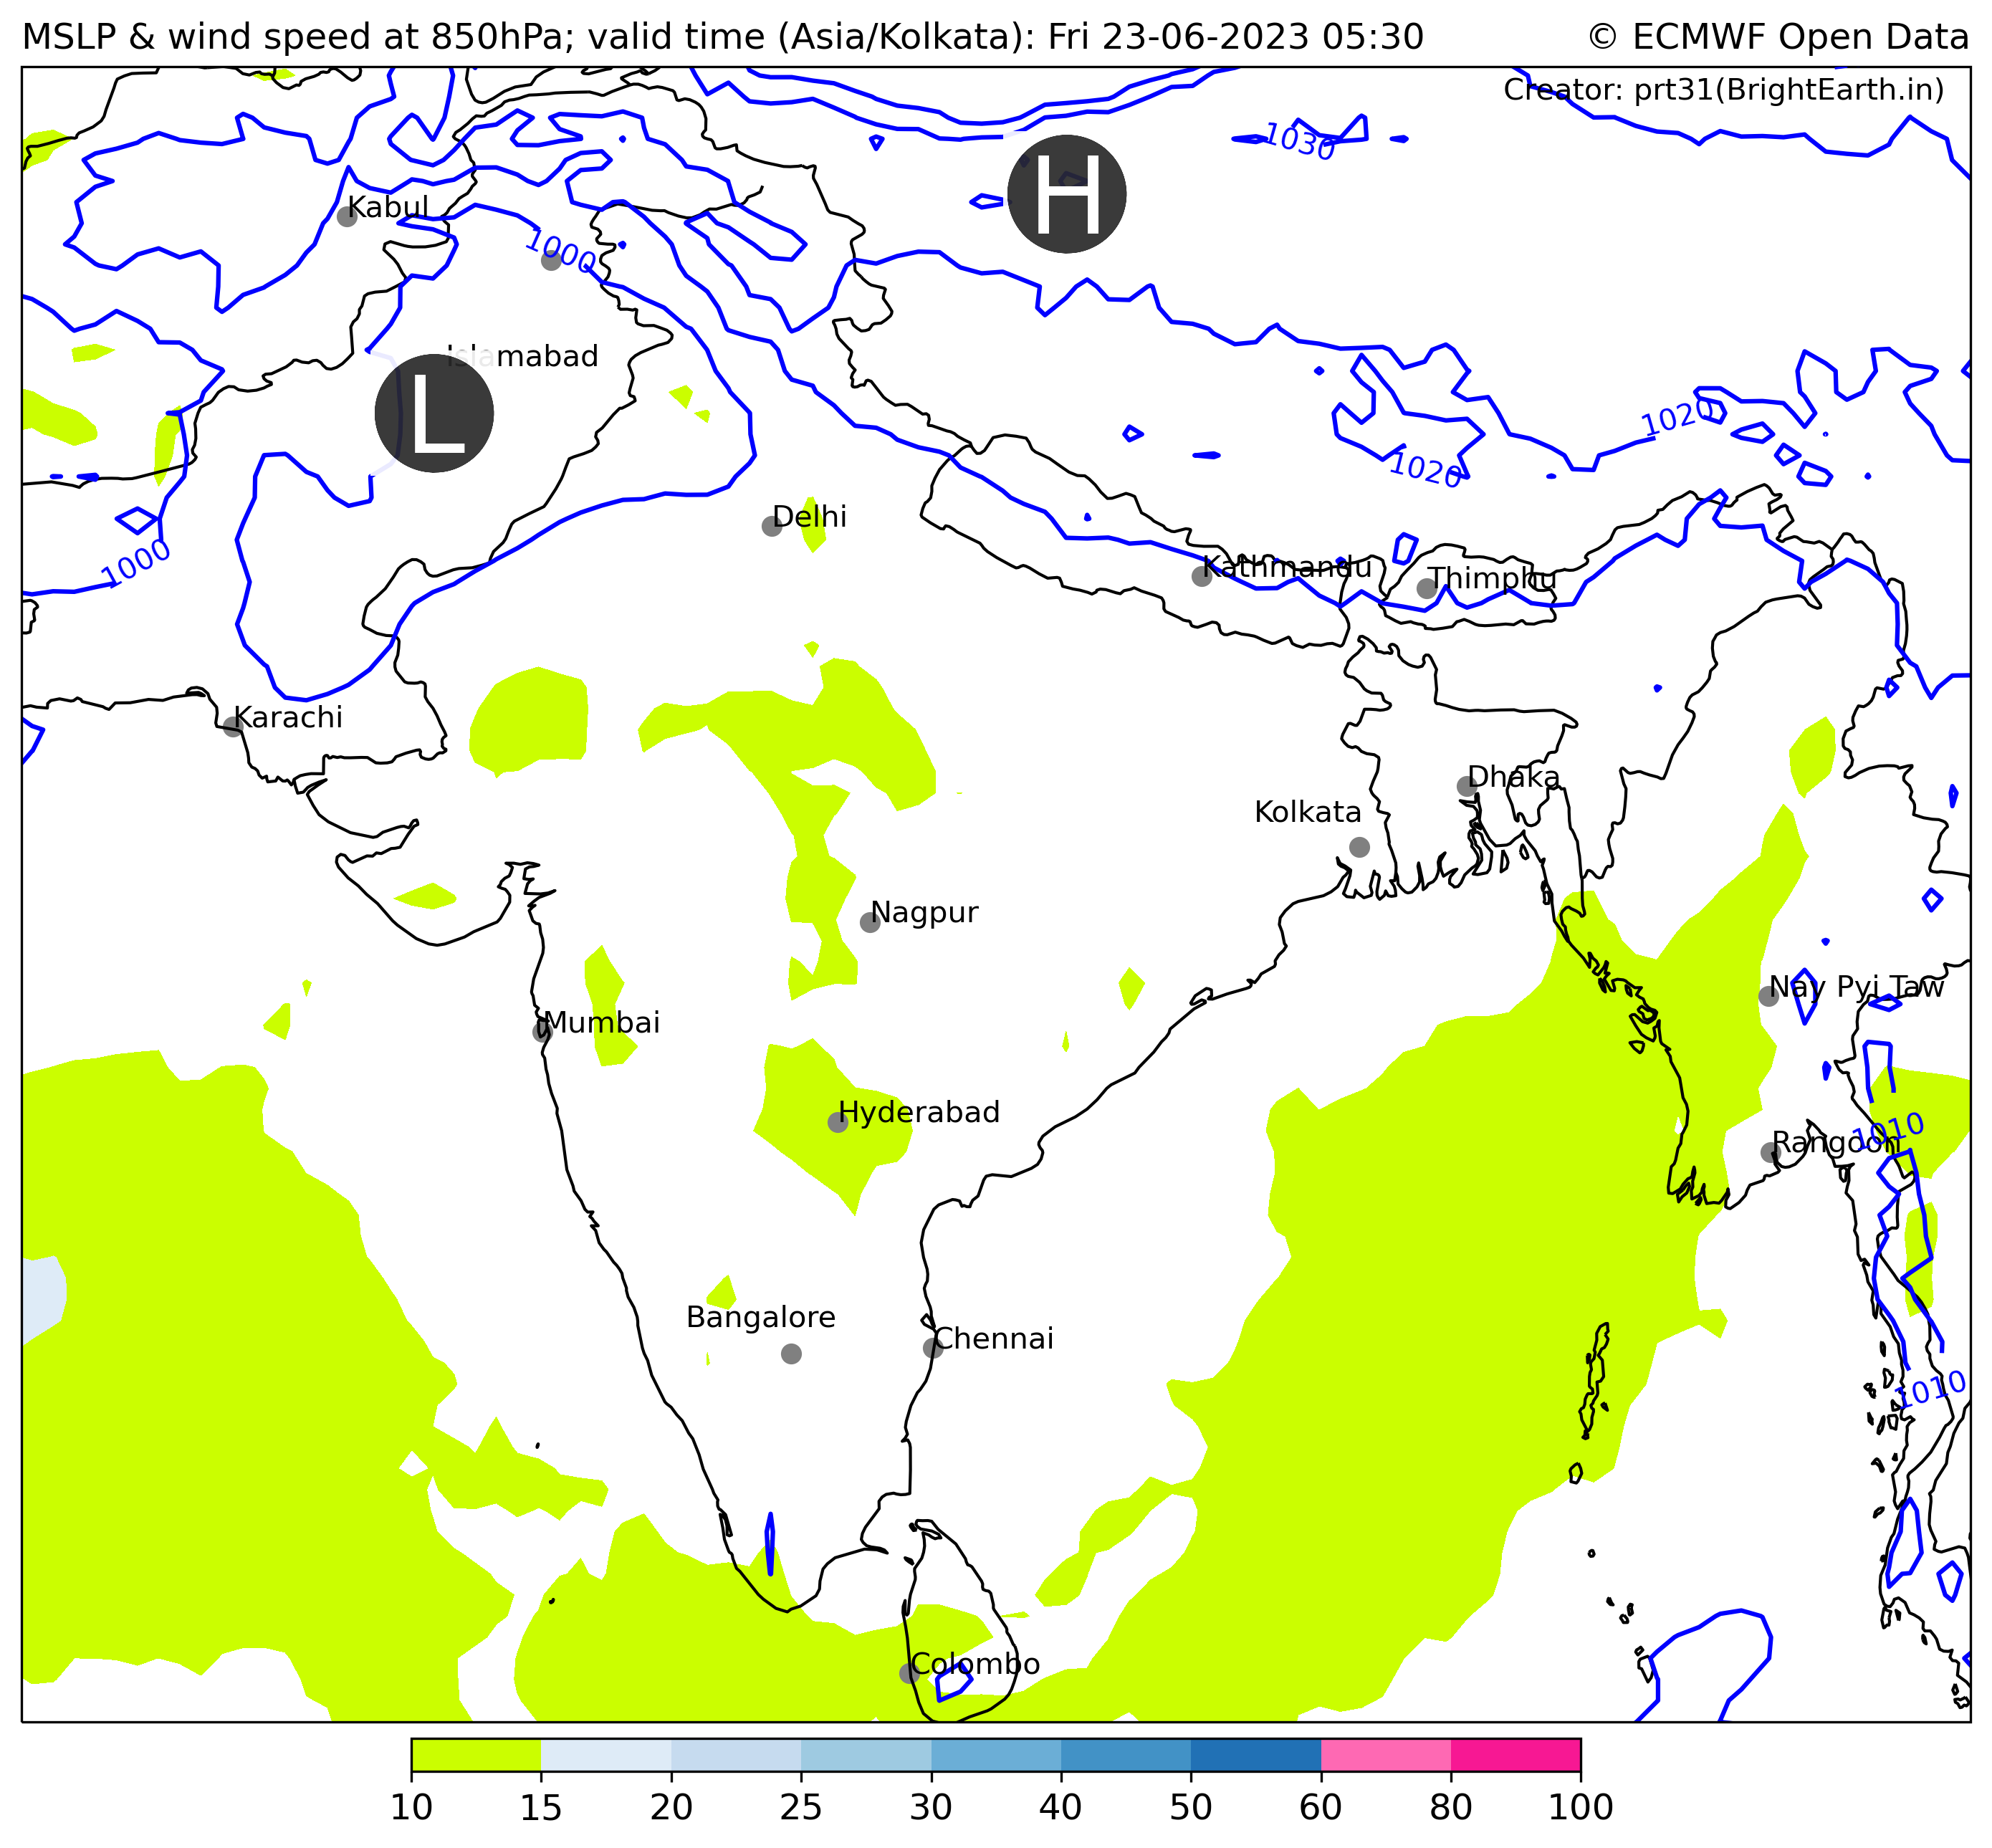 MSLP & wind speed at 850hPa; valid time (Asia/Kolkata): Fri 23-06-2023 05:30
© ECMWF Open Data
Creator: prt31(BrightEarth.in)
1030
H
Kabul
1000
Islamabad
L
1020
1020
Delhi
1000
Kathmandu
Thimphu
Karachi
Dhaka
Kolkata
Nagpur
Nay Pyi Taw
Mumbai
Hyderabad
1010
Rangoon
Bangalore
Chennai
1010
Colombo
10 15 20 25 30 40 50 60 80 100